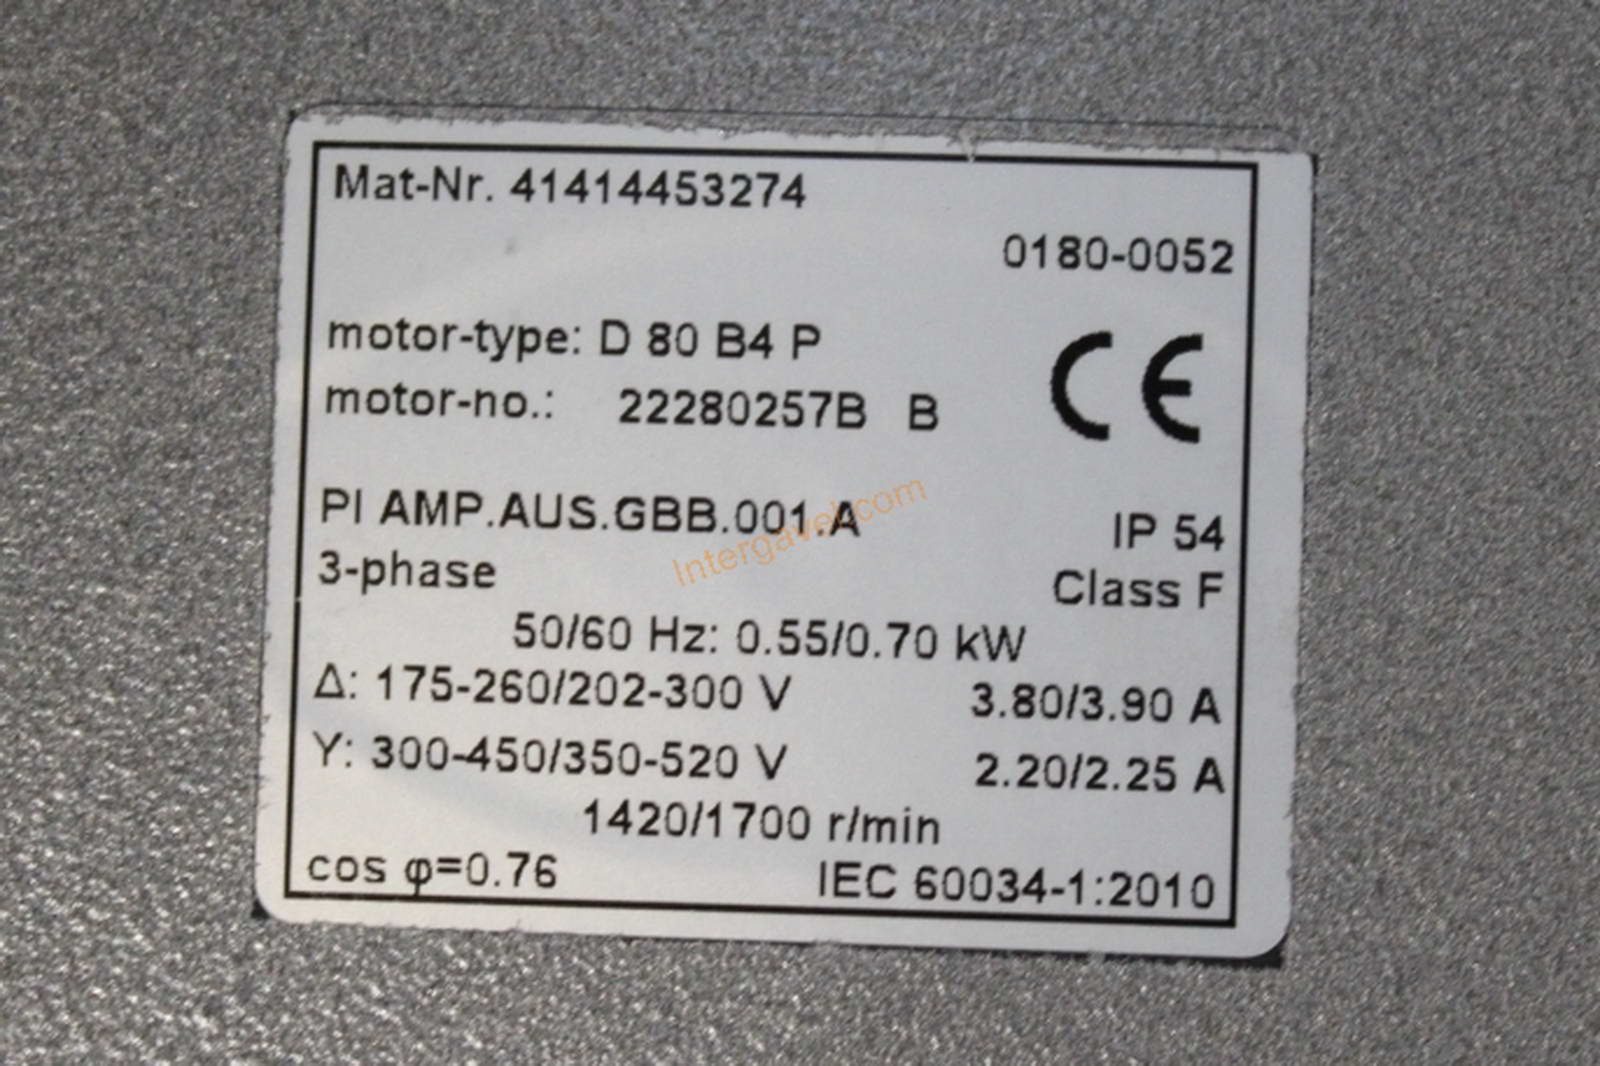 Mat-Nr. 41414453274
0180-0052
motor-type: D 80 B4 P
motor-no.: 22280257B B
CE
PI AMP.AUS.GBB.001.A
IP 54
3-phase
Class F
50/60 Hz: 0.55/0.70 kW
Δ: 175-260/202-300 V 3.80/3.90 A
Y: 300-450/350-520 V 2.20/2.25 A
1420/1700 r/min
cos φ=0.76 IEC 60034-1:2010
Intergavel.com